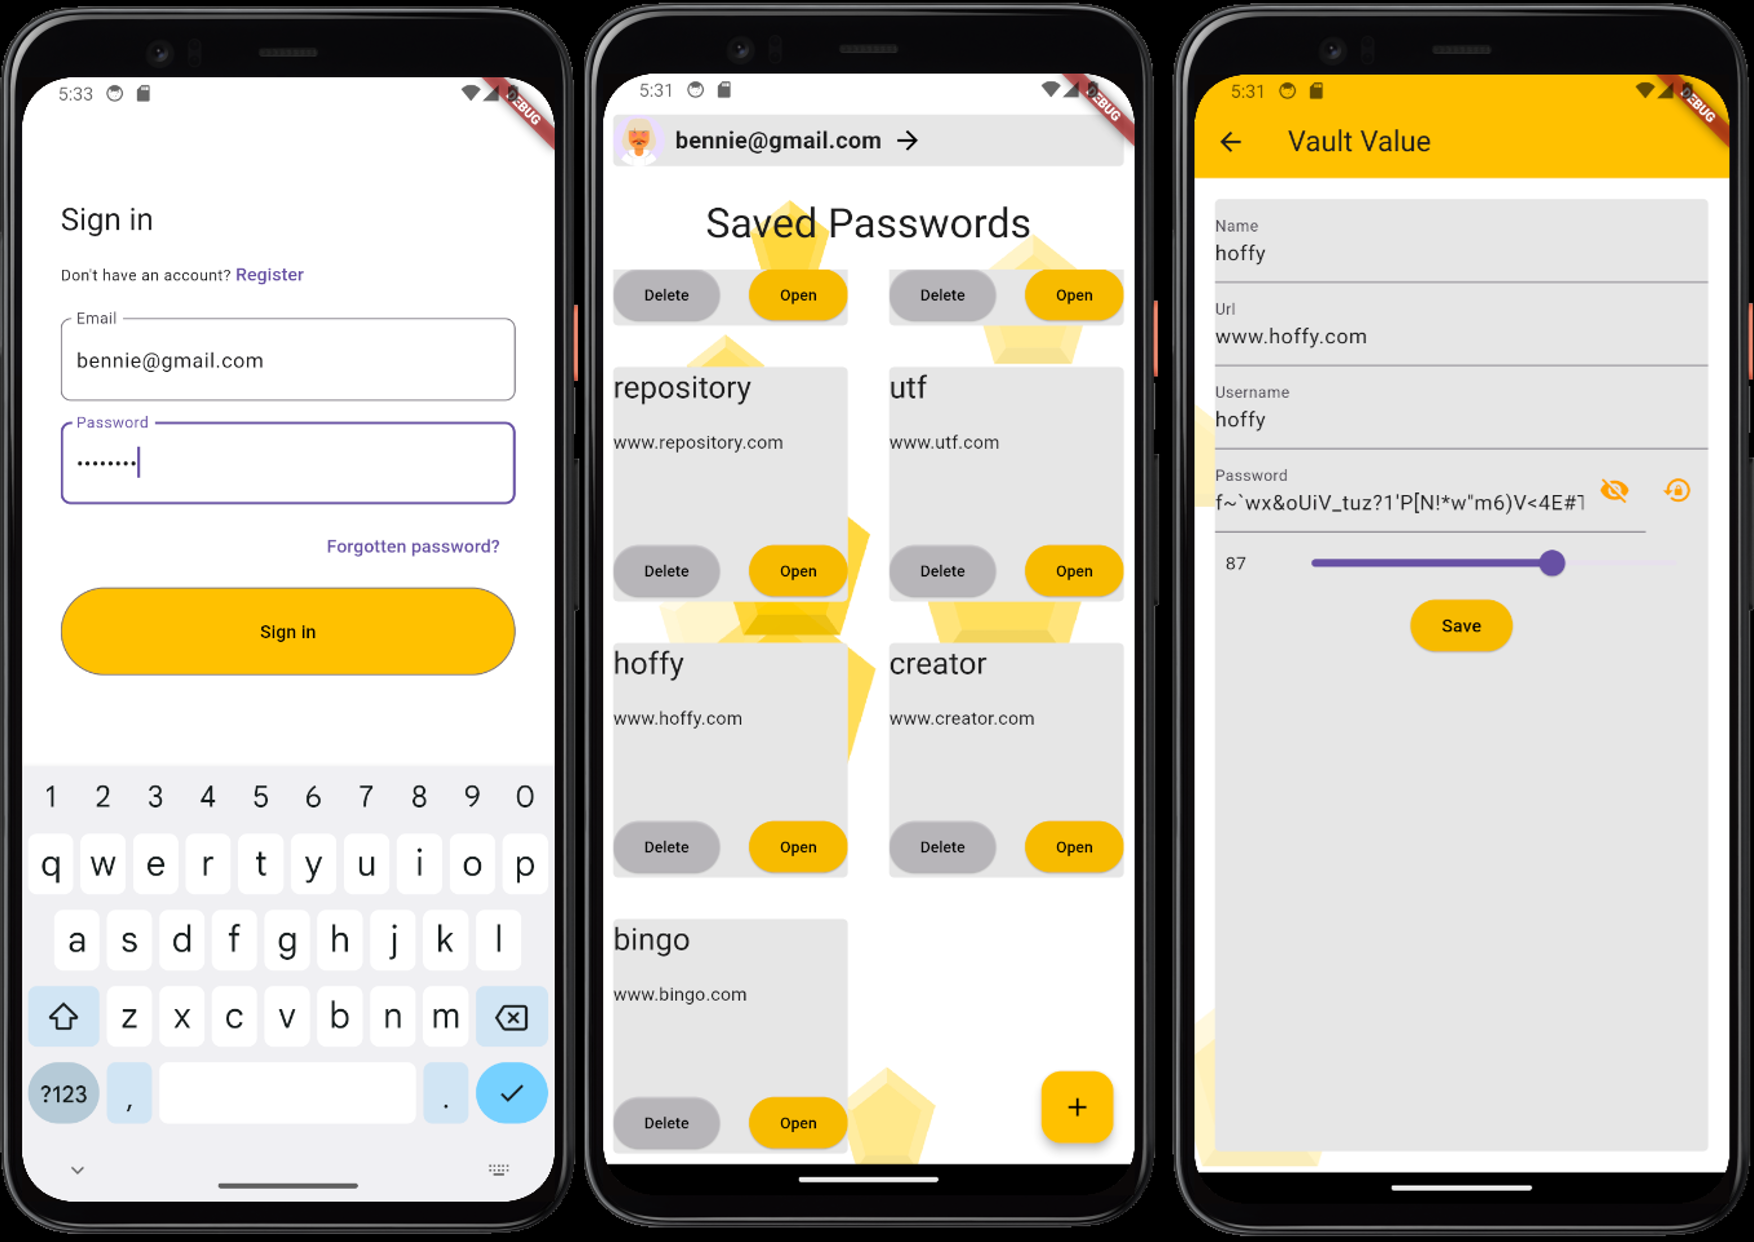 5:33
DEBUG
Sign in
Don't have an account? Register
Email
bennie@gmail.com
Password
••••••••
Forgotten password?
Sign in
1 2 3 4 5 6 7 8 9 0
q w e r t y u i o p
a s d f g h j k l
z x c v b n m
?123 , .
5:31
DEBUG
bennie@gmail.com →
Saved Passwords
Delete Open Delete Open
repository utf
www.repository.com www.utf.com
Delete Open Delete Open
hoffy creator
www.hoffy.com www.creator.com
Delete Open Delete Open
bingo
www.bingo.com
Delete Open
+
5:31
DEBUG
← Vault Value
Name
hoffy
Url
www.hoffy.com
Username
hoffy
Password
f~`wx&oUiV_tuz?1'P[N!*w"m6)V<4E#T
87
Save